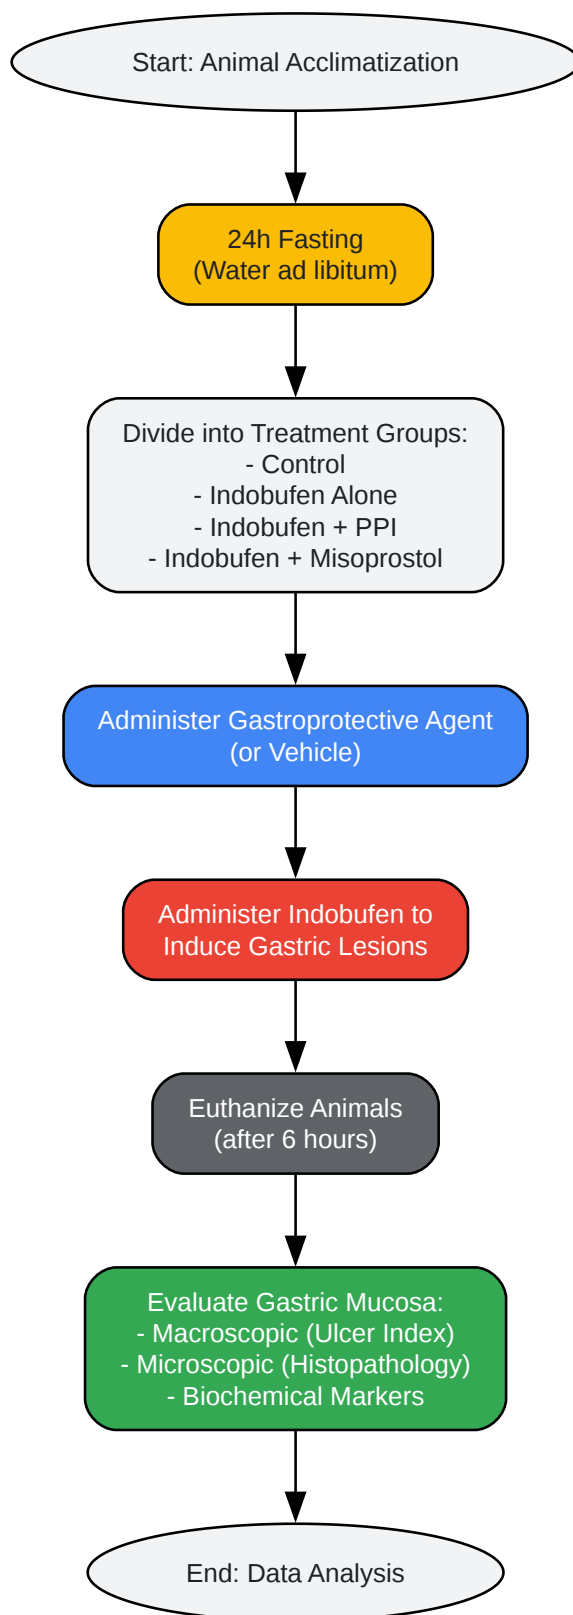 Start: Animal Acclimatization
24h Fasting
(Water ad libitum)
Divide into Treatment Groups:
- Control
- Indobufen Alone
- Indobufen + PPI
- Indobufen + Misoprostol
Administer Gastroprotective Agent
(or Vehicle)
Administer Indobufen to
Induce Gastric Lesions
Euthanize Animals
(after 6 hours)
Evaluate Gastric Mucosa:
- Macroscopic (Ulcer Index)
- Microscopic (Histopathology)
- Biochemical Markers
End: Data Analysis